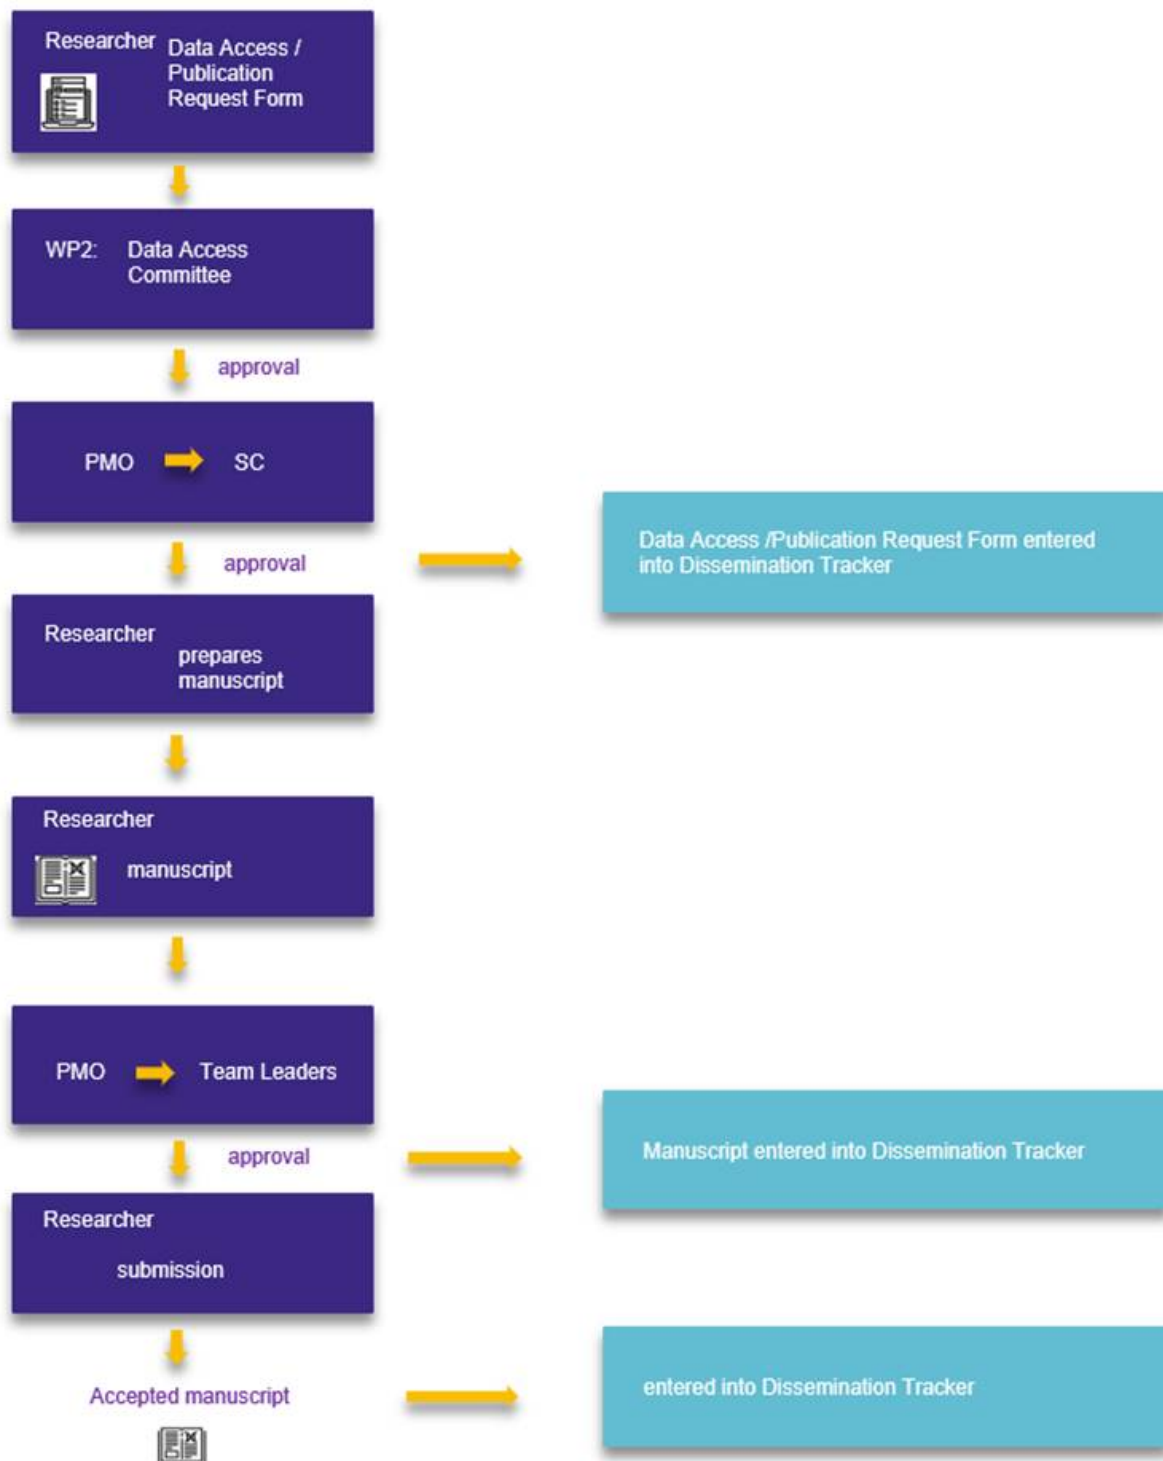 Researcher
Data Access /
Publication
Request Form
WP2: Data Access
Committee
approval
PMO SC
approval
Data Access /Publication Request Form entered
into Dissemination Tracker
Researcher
prepares
manuscript
Researcher
manuscript
PMO Team Leaders
approval
Manuscript entered into Dissemination Tracker
Researcher
submission
Accepted manuscript
entered into Dissemination Tracker